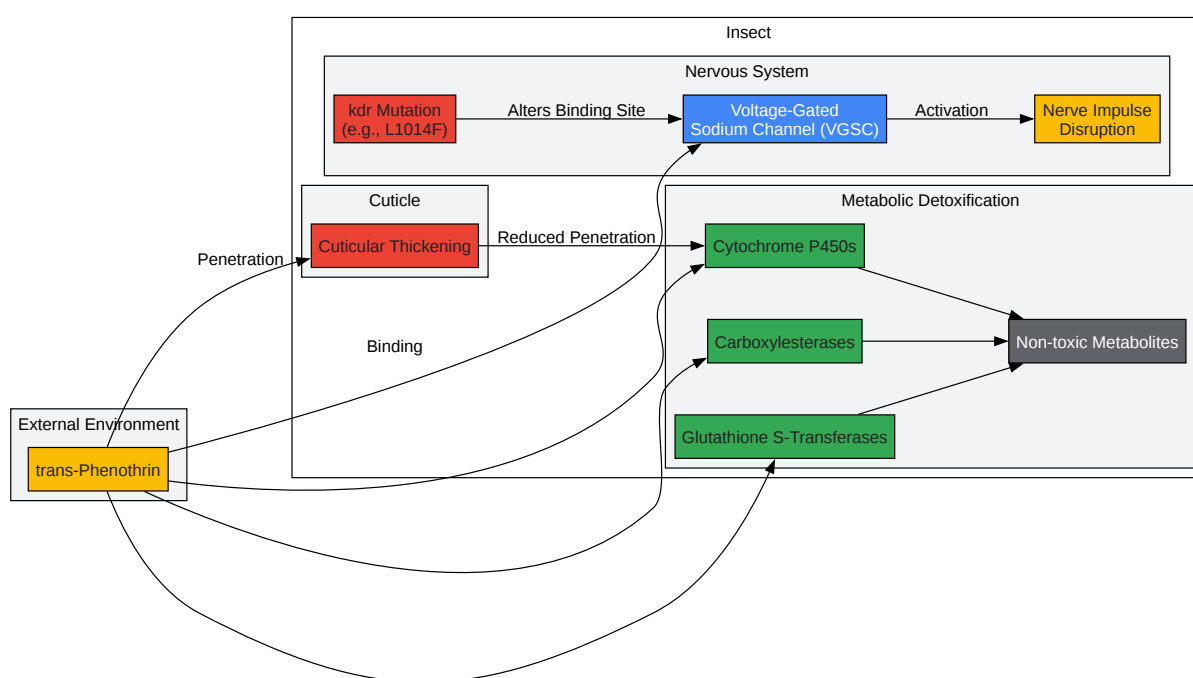 Insect
Nervous System
kdr Mutation
(e.g., L1014F)
Alters Binding Site
Voltage-Gated
Sodium Channel (VGSC)
Activation
Nerve Impulse
Disruption
Cuticle
Cuticular Thickening
Reduced Penetration
Metabolic Detoxification
Cytochrome P450s
Penetration
Binding
Carboxylesterases
Non-toxic Metabolites
External Environment
trans-Phenothrin
Glutathione S-Transferases